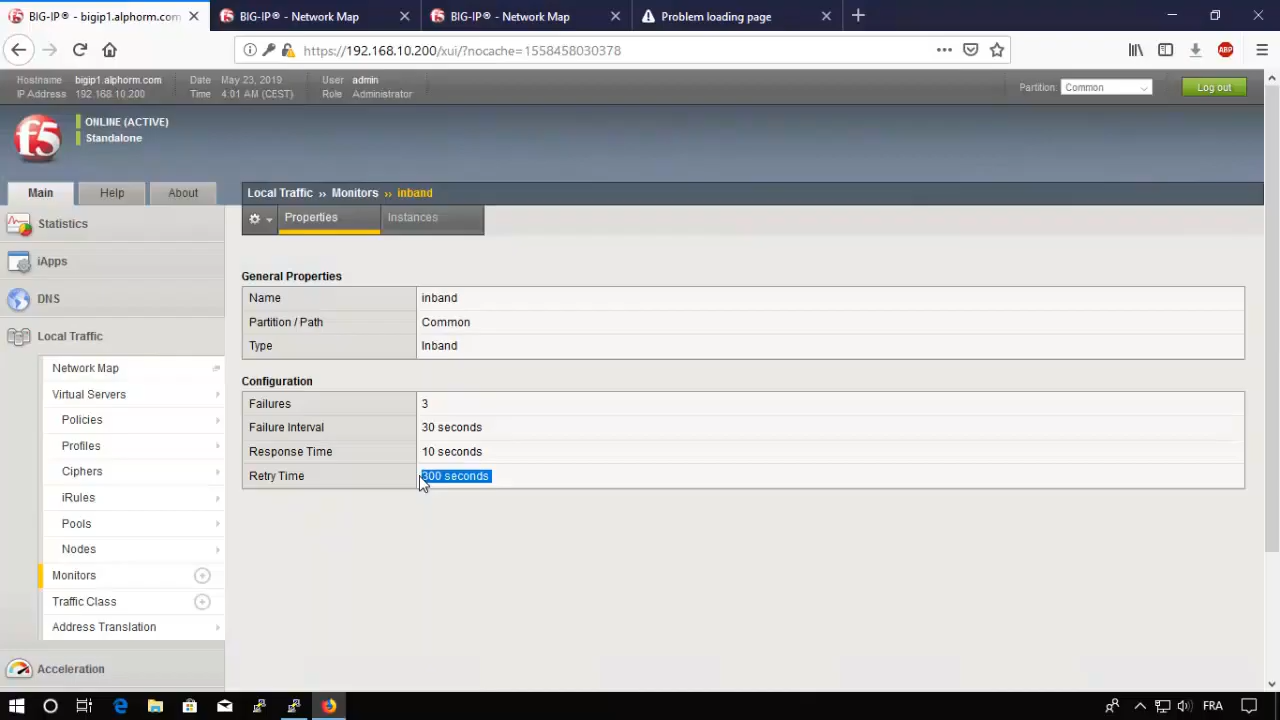 BIG-IP® - bigip1.alphorm.com
BIG-IP® - Network Map
BIG-IP® - Network Map
Problem loading page
https://192.168.10.200/xui/?nocache=1558458030378
ABP
Hostname bigip1.alphorm.com
IP Address 192.168.10.200
Date May 23, 2019
Time 4:01 AM (CEST)
User admin
Role Administrator
Partition: Common
Log out
f5
ONLINE (ACTIVE)
Standalone
Main
Help
About
Local Traffic ›› Monitors ›› inband
Properties
Instances
Statistics
iApps
DNS
Local Traffic
Network Map
Virtual Servers
Policies
Profiles
Ciphers
iRules
Pools
Nodes
Monitors
Traffic Class
Address Translation
Acceleration
General Properties
Name inband
Partition / Path Common
Type Inband
Configuration
Failures 3
Failure Interval 30 seconds
Response Time 10 seconds
Retry Time 300 seconds
FRA